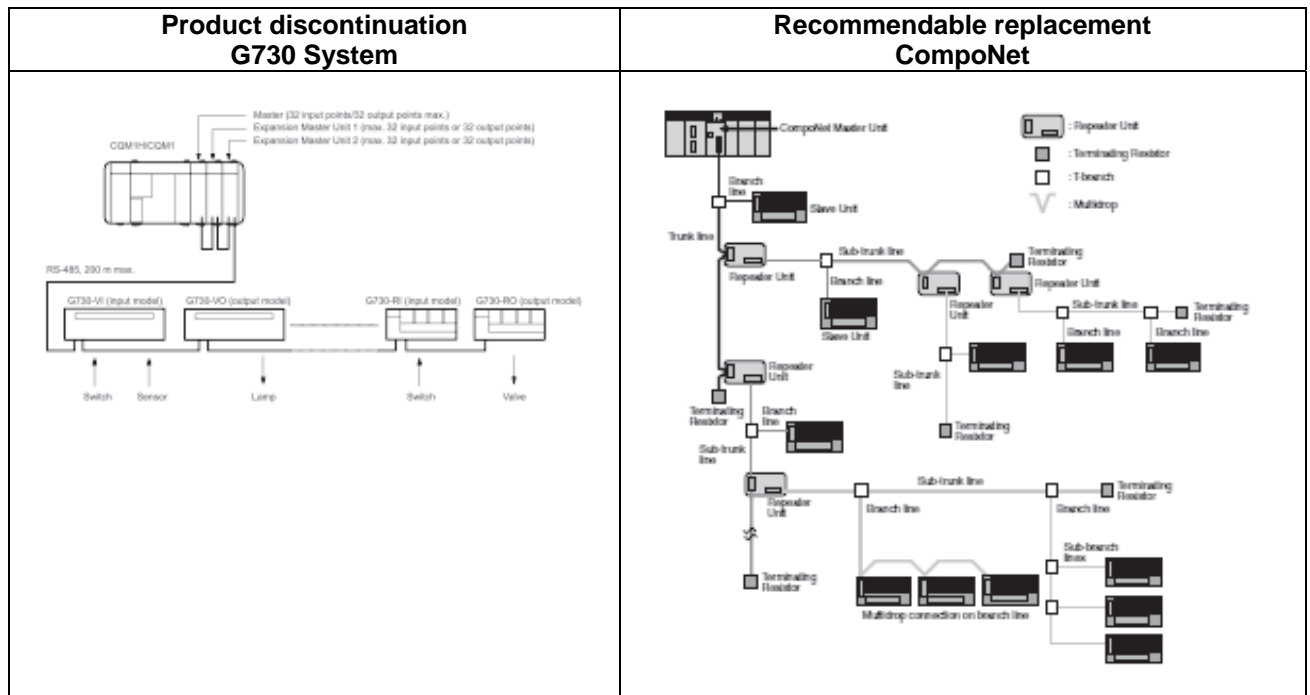 Product discontinuation
G730 System
Recommendable replacement
CompoNet
Master (32 input points/32 output points max.)
Expansion Master Unit 1 (max. 32 input points or 32 output points)
Expansion Master Unit 2 (max. 32 input points or 32 output points)
CQM1H/CQM1
RS-485, 200 m max.
G730-VI (input model)
G730-VO (output model)
G730-RI (input model)
G730-RO (output model)
Switch
Sensor
Lamp
Switch
Valve
CompoNet Master Unit
: Repeater Unit
: Terminating Resistor
: T-branch
: Multidrop
Branch
line
Slave Unit
Trunk line
Repeater Unit
Sub-trunk line
Branch line
Slave Unit
Terminating
Resistor
Repeater Unit
Repeater
Unit
Sub-trunk line
Terminating
Resistor
Branch line
Branch line
Sub-trunk
line
Terminating
Resistor
Repeater
Unit
Terminating
Resistor
Branch
line
Sub-trunk
line
Repeater
Unit
Sub-trunk line
Terminating
Resistor
Branch line
Branch line
Sub-branch
lines
Terminating
Resistor
Multidrop connection on branch line